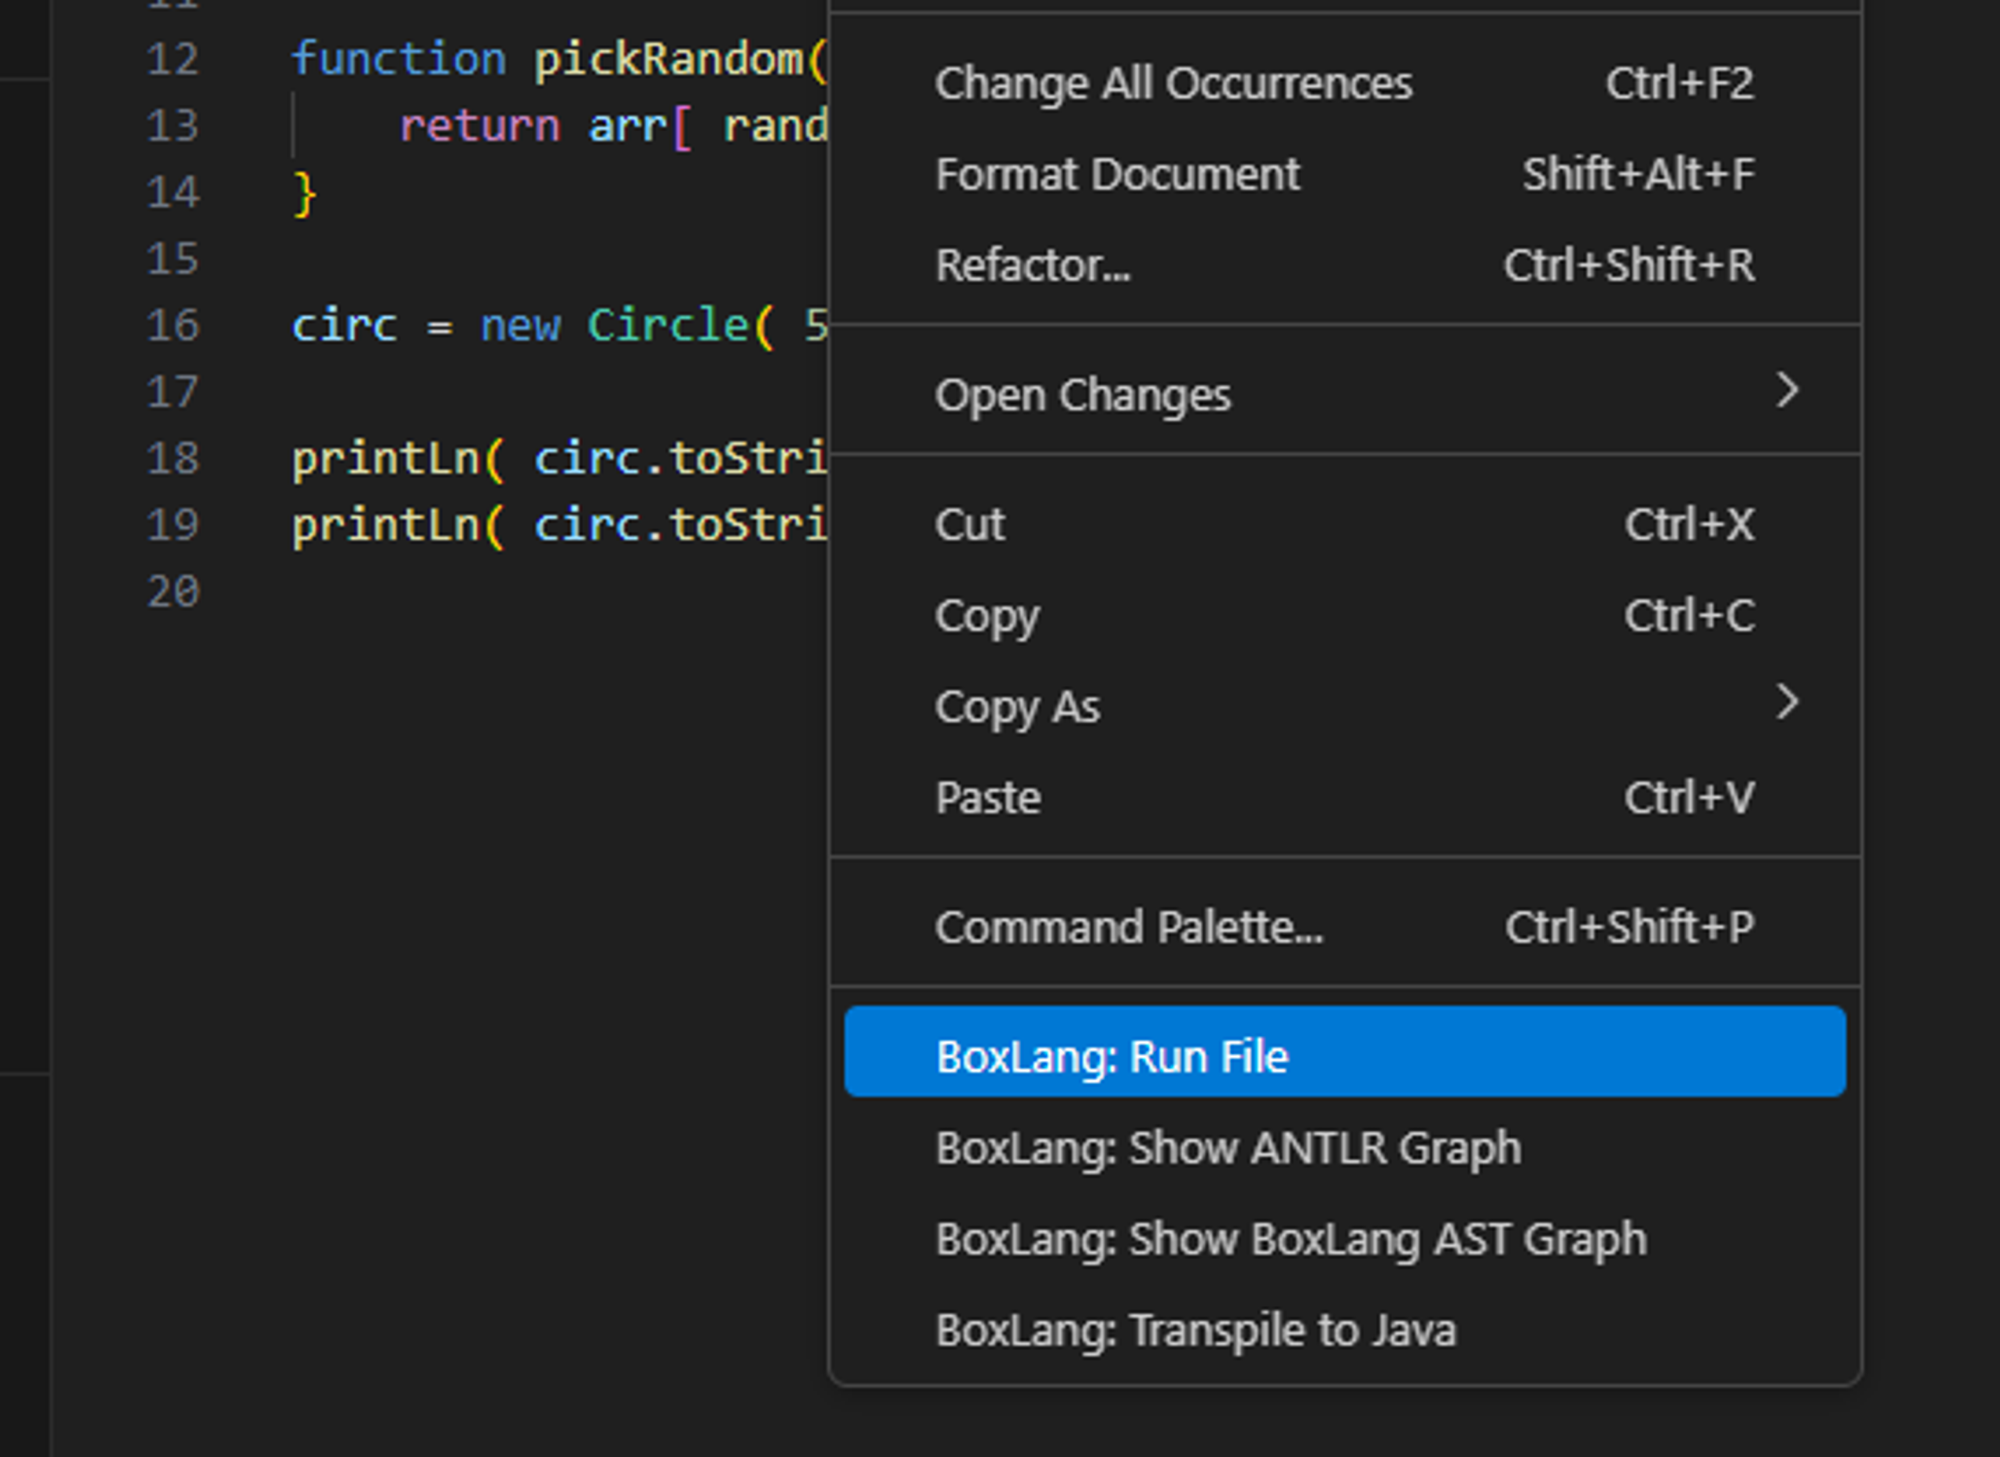 12 function pickRandom(
13 return arr[ rand
14 }
15
16 circ = new Circle( 5
17
18 printLn( circ.toStri
19 printLn( circ.toStri
20
Change All Occurrences Ctrl+F2
Format Document Shift+Alt+F
Refactor... Ctrl+Shift+R
Open Changes
Cut Ctrl+X
Copy Ctrl+C
Copy As
Paste Ctrl+V
Command Palette... Ctrl+Shift+P
BoxLang: Run File
BoxLang: Show ANTLR Graph
BoxLang: Show BoxLang AST Graph
BoxLang: Transpile to Java